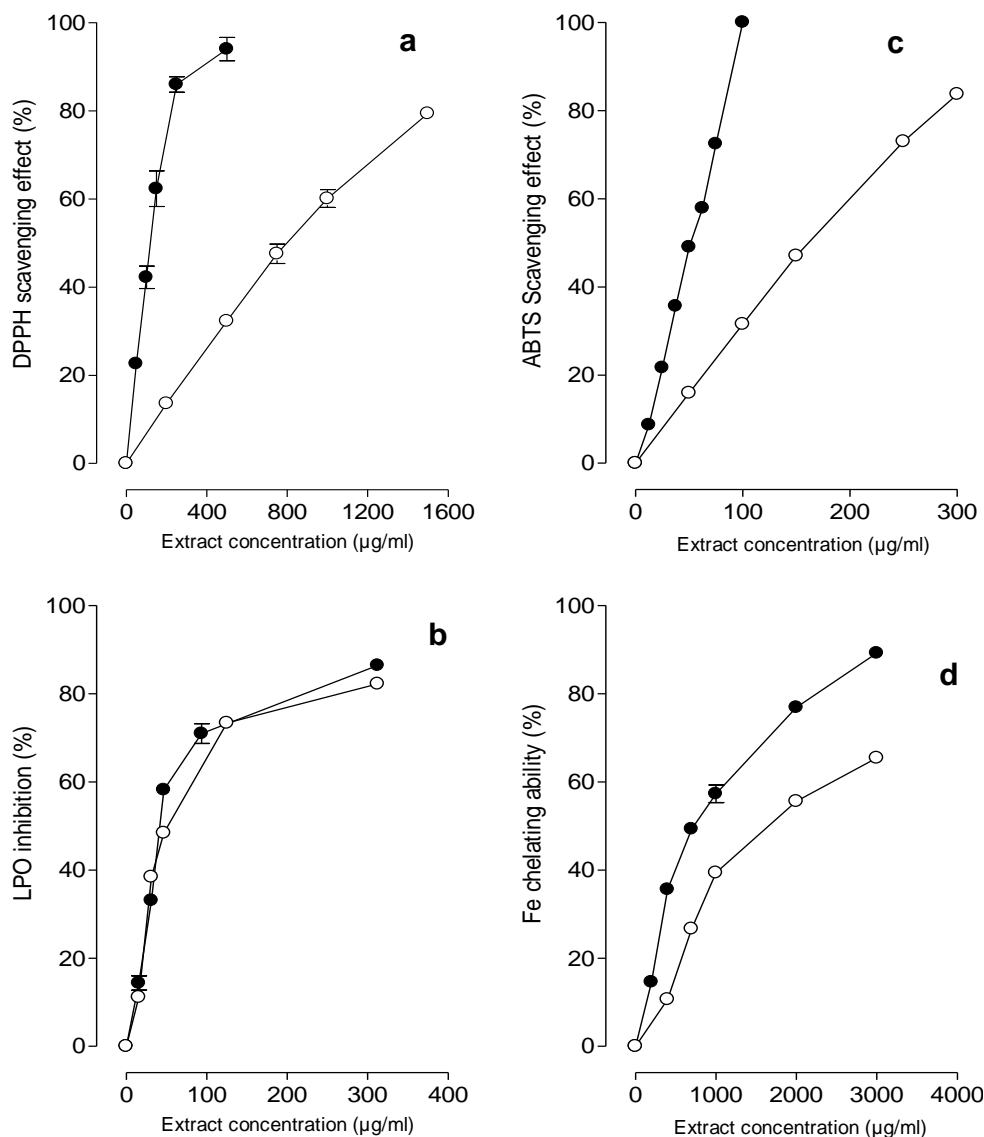 a
100
80
60
40
20
0
DPPH scavenging effect (%)
0 400 800 1200 1600
Extract concentration (µg/ml)
c
100
80
60
40
20
0
ABTS Scavenging effect (%)
0 100 200 300
Extract concentration (µg/ml)
b
100
80
60
40
20
0
LPO inhibition (%)
0 100 200 300 400
Extract concentration (µg/ml)
d
100
80
60
40
20
0
Fe chelating ability (%)
0 1000 2000 3000 4000
Extract concentration (µg/ml)